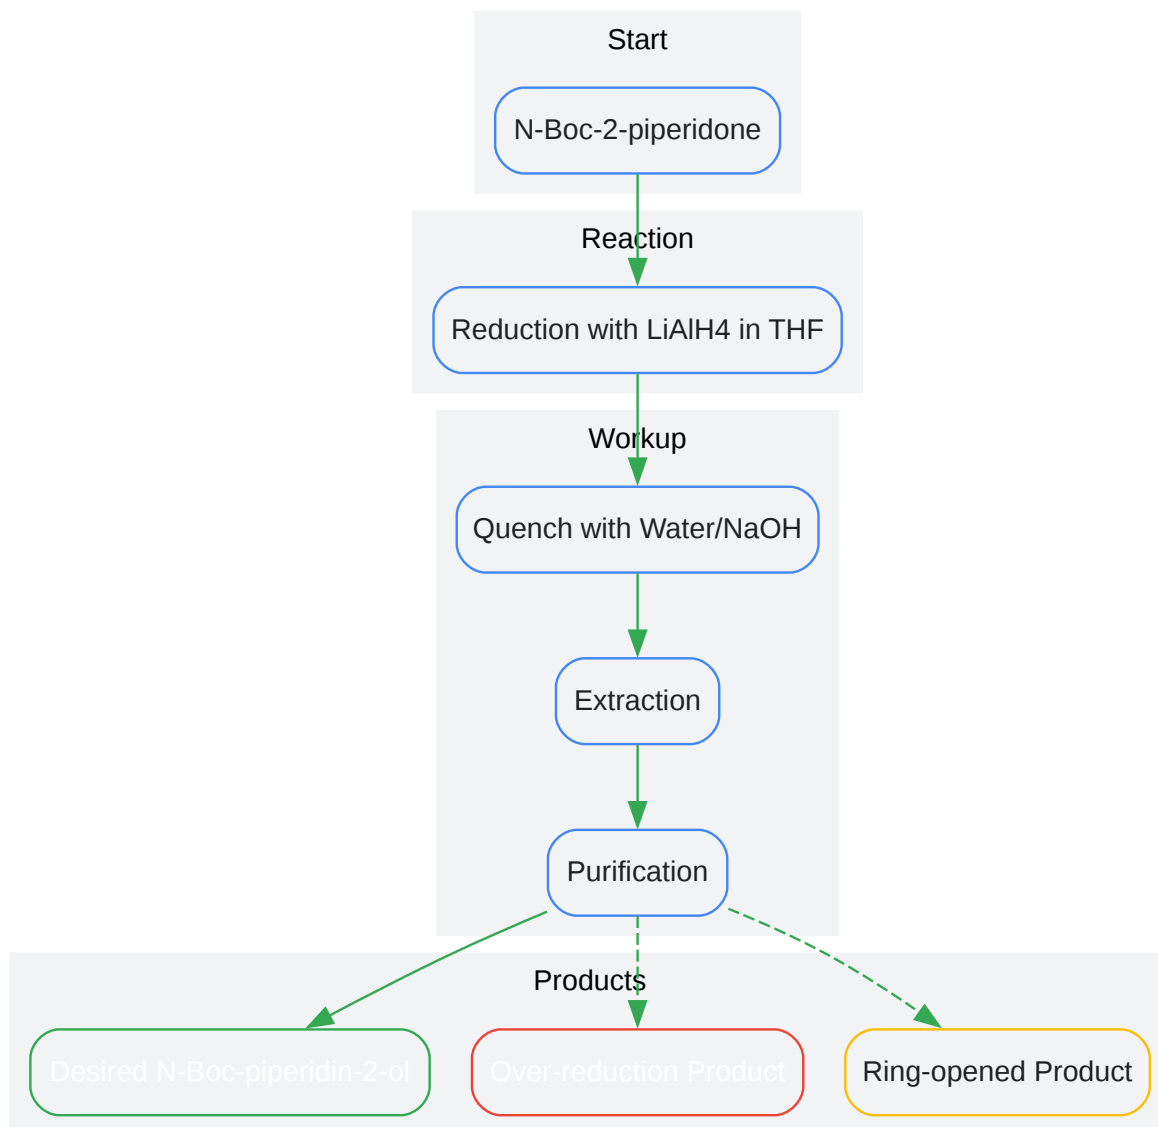 Start
N-Boc-2-piperidone
Reaction
Reduction with LiAlH4 in THF
Workup
Quench with Water/NaOH
Extraction
Purification
Products
Desired N-Boc-piperidin-2-ol
Over-reduction Product
Ring-opened Product